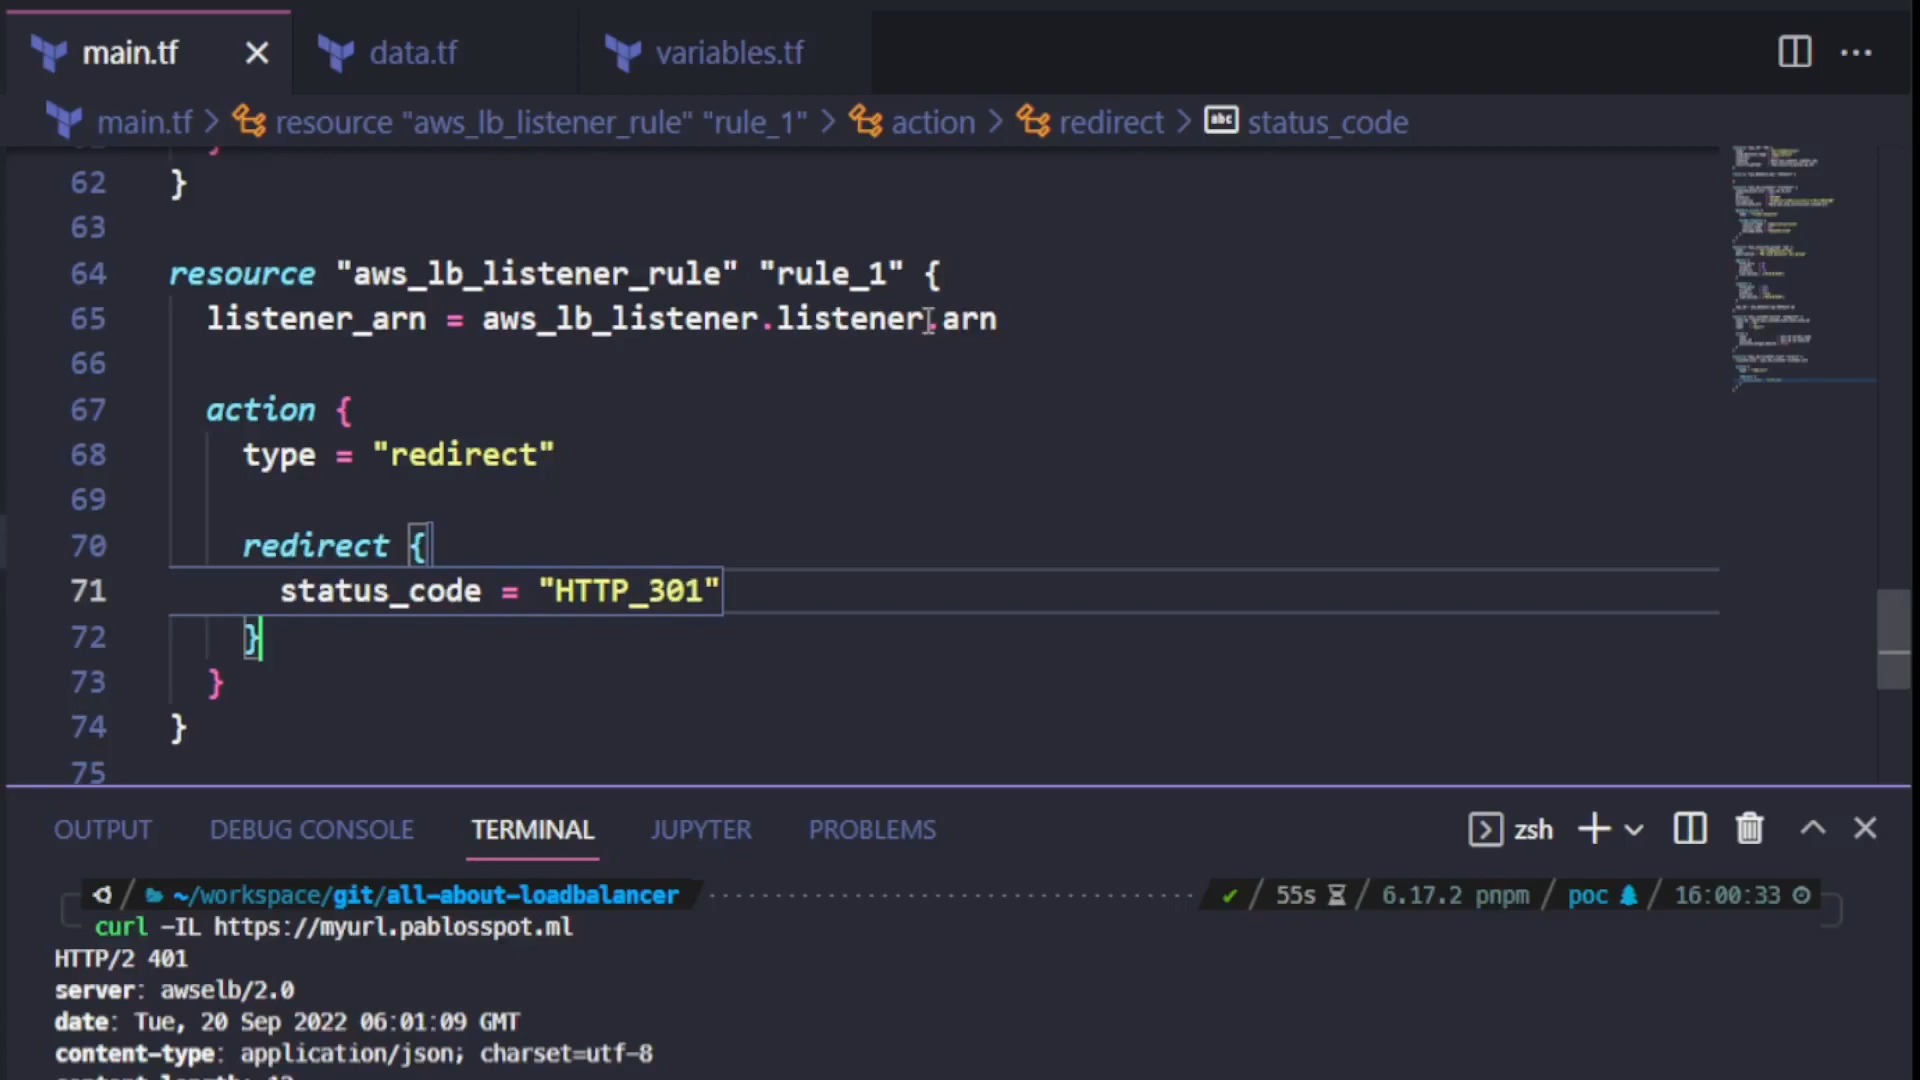 main.tf
data.tf
variables.tf
main.tf > resource "aws_lb_listener_rule" "rule_1" > action > redirect > abc status_code
62 }
63
64 resource "aws_lb_listener_rule" "rule_1" {
65 listener_arn = aws_lb_listener.listener.arn
66
67 action {
68 type = "redirect"
69
70 redirect {
71 status_code = "HTTP_301"
72 }
73 }
74 }
75
OUTPUT DEBUG CONSOLE TERMINAL JUPYTER PROBLEMS zsh
~/workspace/git/all-about-loadbalancer 55s 6.17.2 pnpm poc 16:00:33
curl -IL https://myurl.pablosspot.ml
HTTP/2 401
server: awselb/2.0
date: Tue, 20 Sep 2022 06:01:09 GMT
content-type: application/json; charset=utf-8